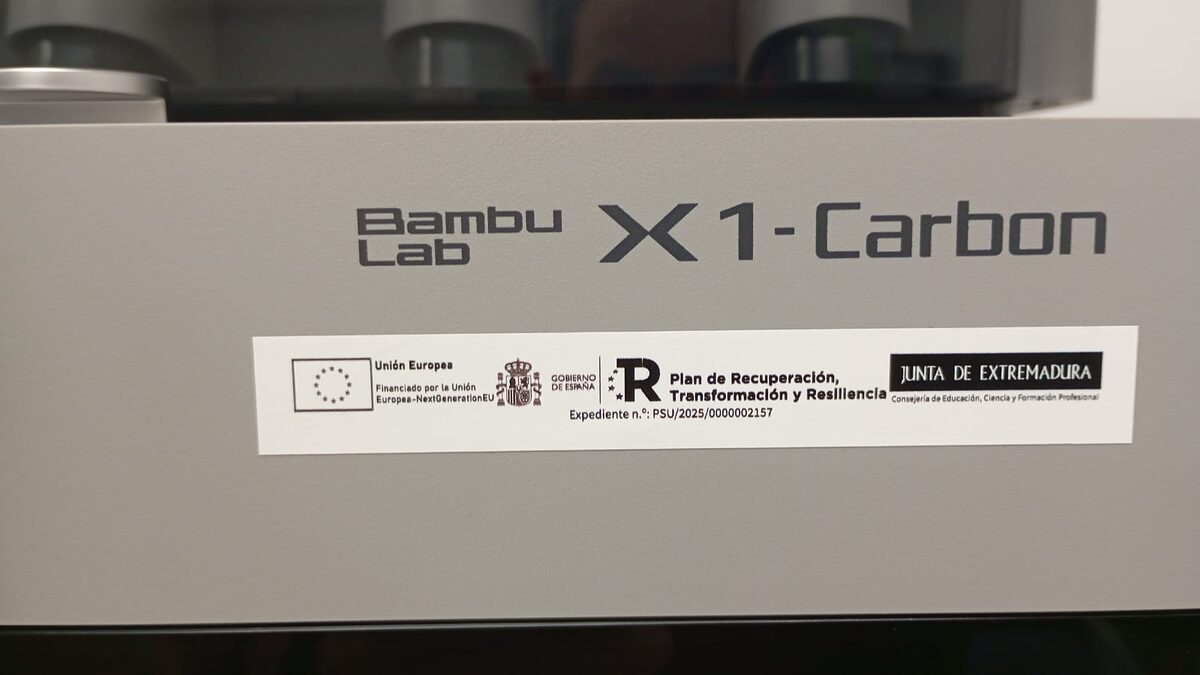 Bambu
Lab
X1-Carbon
Unión Europea
Financiado por la Unión
Europea-NextGenerationEU
GOBIERNO
DE ESPAÑA
R
Plan de Recuperación,
Transformación y Resiliencia
JUNTA DE EXTREMADURA
Consejería de Educación, Ciencia y Formación Profesional
Expediente n.º: PSU/2025/0000002157